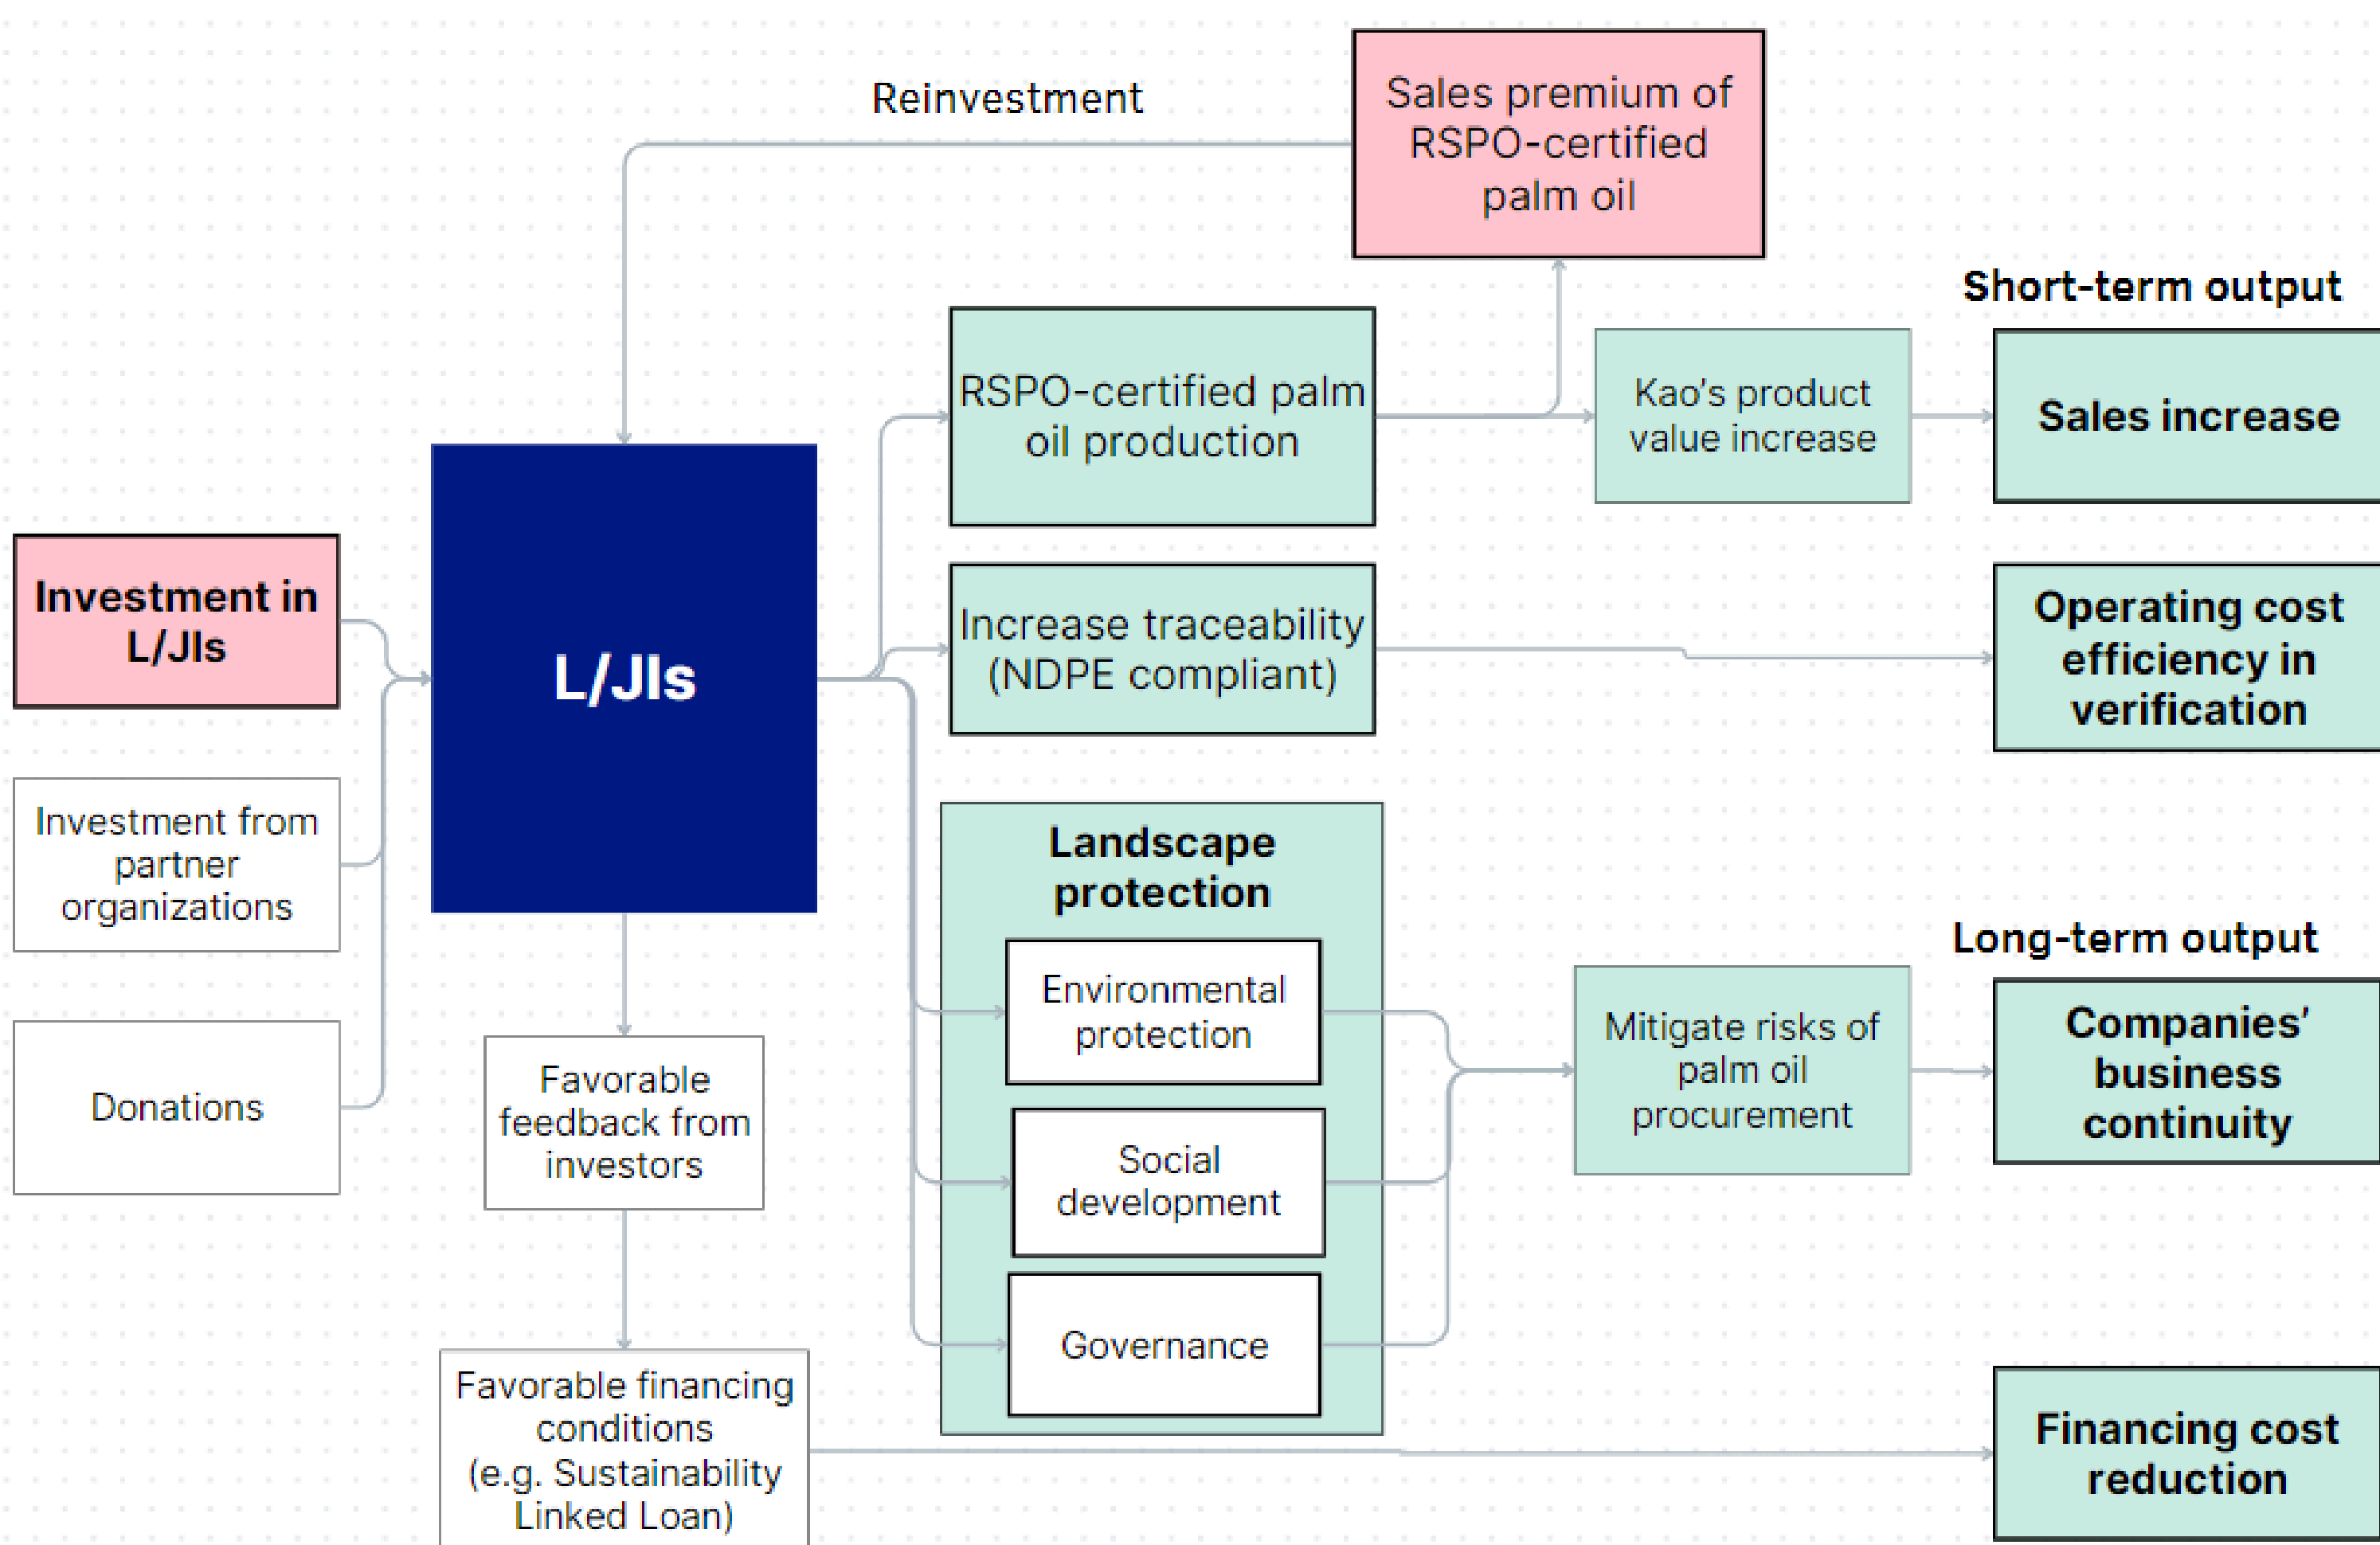 Reinvestment
Sales premium of
RSPO-certified
palm oil
Short-term output
RSPO-certified palm
oil production
Kao's product
value increase
Sales increase
Investment in
L/JIs
L/JIs
Increase traceability
(NDPE compliant)
Operating cost
efficiency in
verification
Investment from
partner
organizations
Landscape
protection
Long-term output
Environmental
protection
Mitigate risks of
palm oil
procurement
Companies'
business
continuity
Donations
Favorable
feedback from
investors
Social
development
Governance
Favorable financing
conditions
(e.g. Sustainability
Linked Loan)
Financing cost
reduction